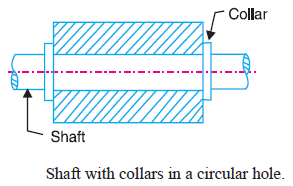 Collar
Shaft
Shaft with collars in a circular hole.